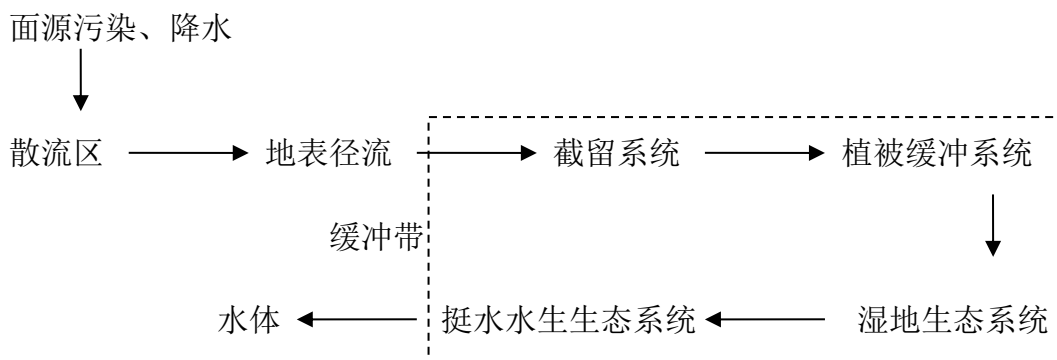 面源污染、降水
散流区 地表径流 截留系统 植被缓冲系统
缓冲带
水体 挺水水生生态系统 湿地生态系统